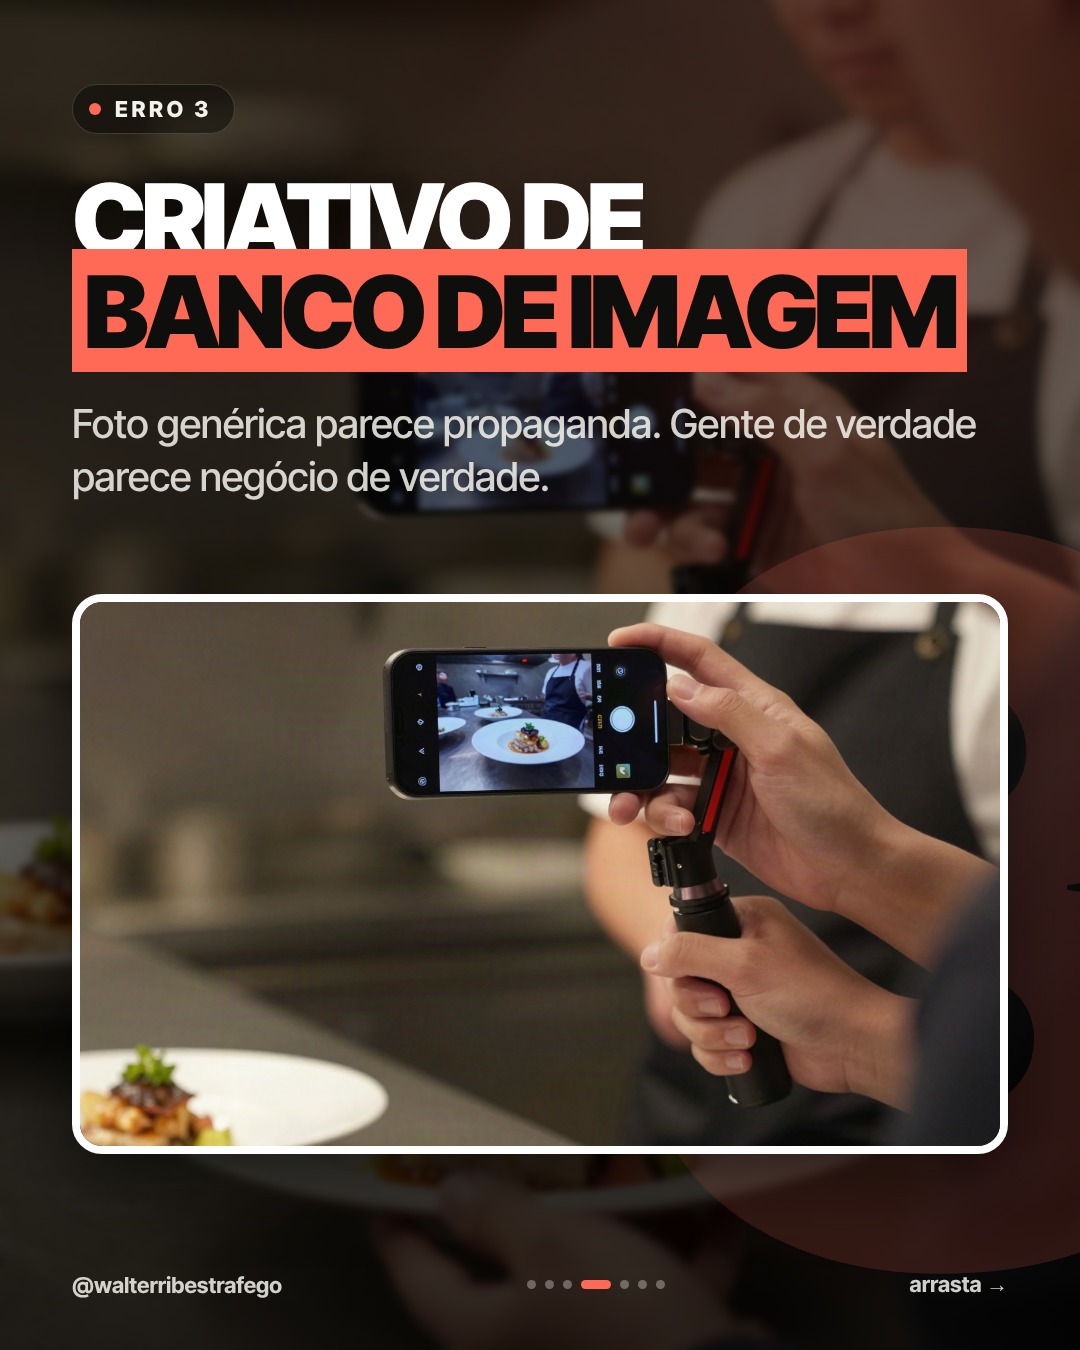 ERRO 3
CRIATIVO DE
BANCO DE IMAGEM
Foto genérica parece propaganda. Gente de verdade
parece negócio de verdade.
@walterribestrafego
arrasta →